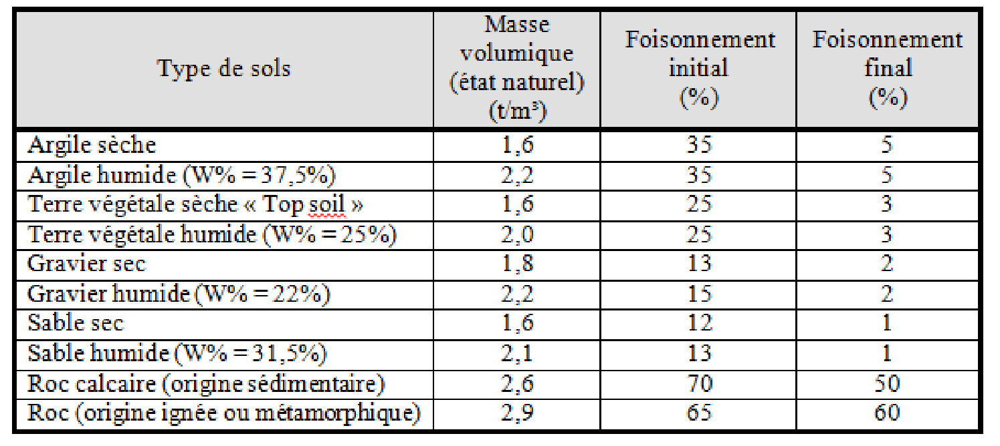 Type de sols
Masse
volumique
(état naturel)
(t/m³)
Foisonnement
initial
(%)
Foisonnement
final
(%)
Argile sèche 1,6 35 5
Argile humide (W% = 37,5%) 2,2 35 5
Terre végétale sèche « Top soil » 1,6 25 3
Terre végétale humide (W% = 25%) 2,0 25 3
Gravier sec 1,8 13 2
Gravier humide (W% = 22%) 2,2 15 2
Sable sec 1,6 12 1
Sable humide (W% = 31,5%) 2,1 13 1
Roc calcaire (origine sédimentaire) 2,6 70 50
Roc (origine ignée ou métamorphique) 2,9 65 60